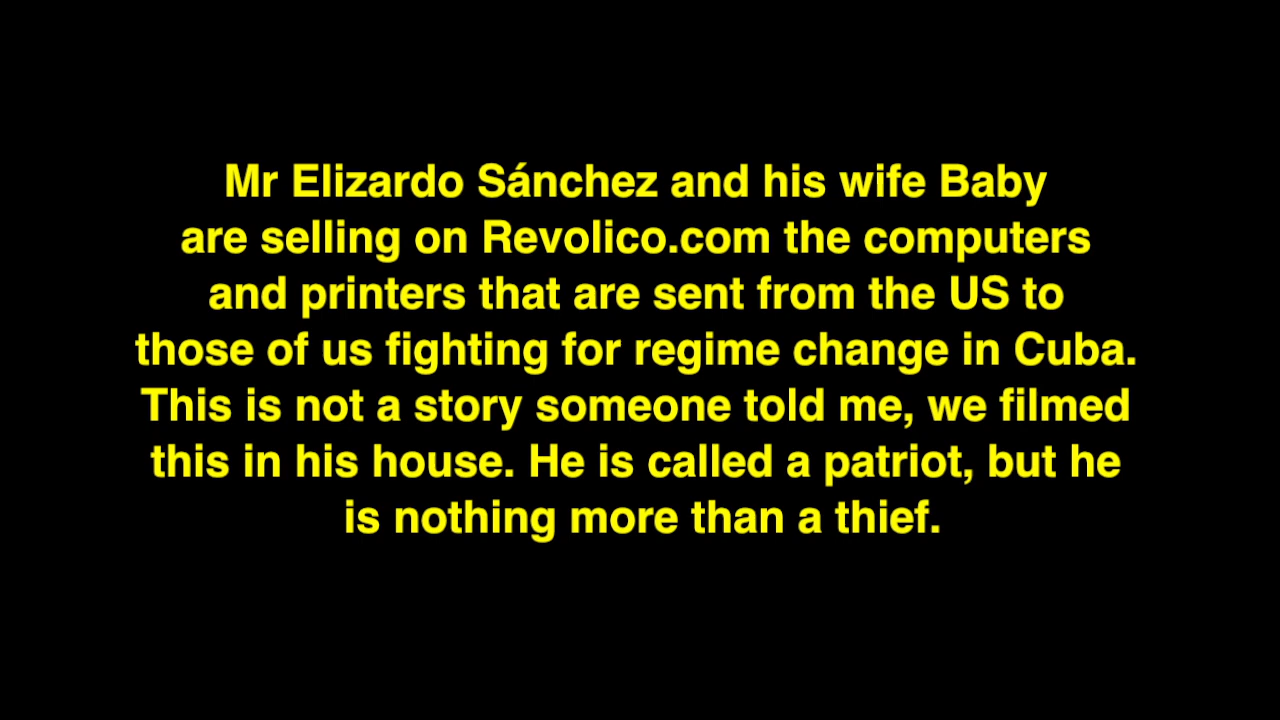 Mr Elizardo Sánchez and his wife Baby
are selling on Revolico.com the computers
and printers that are sent from the US to
those of us fighting for regime change in Cuba.
This is not a story someone told me, we filmed
this in his house. He is called a patriot, but he
is nothing more than a thief.